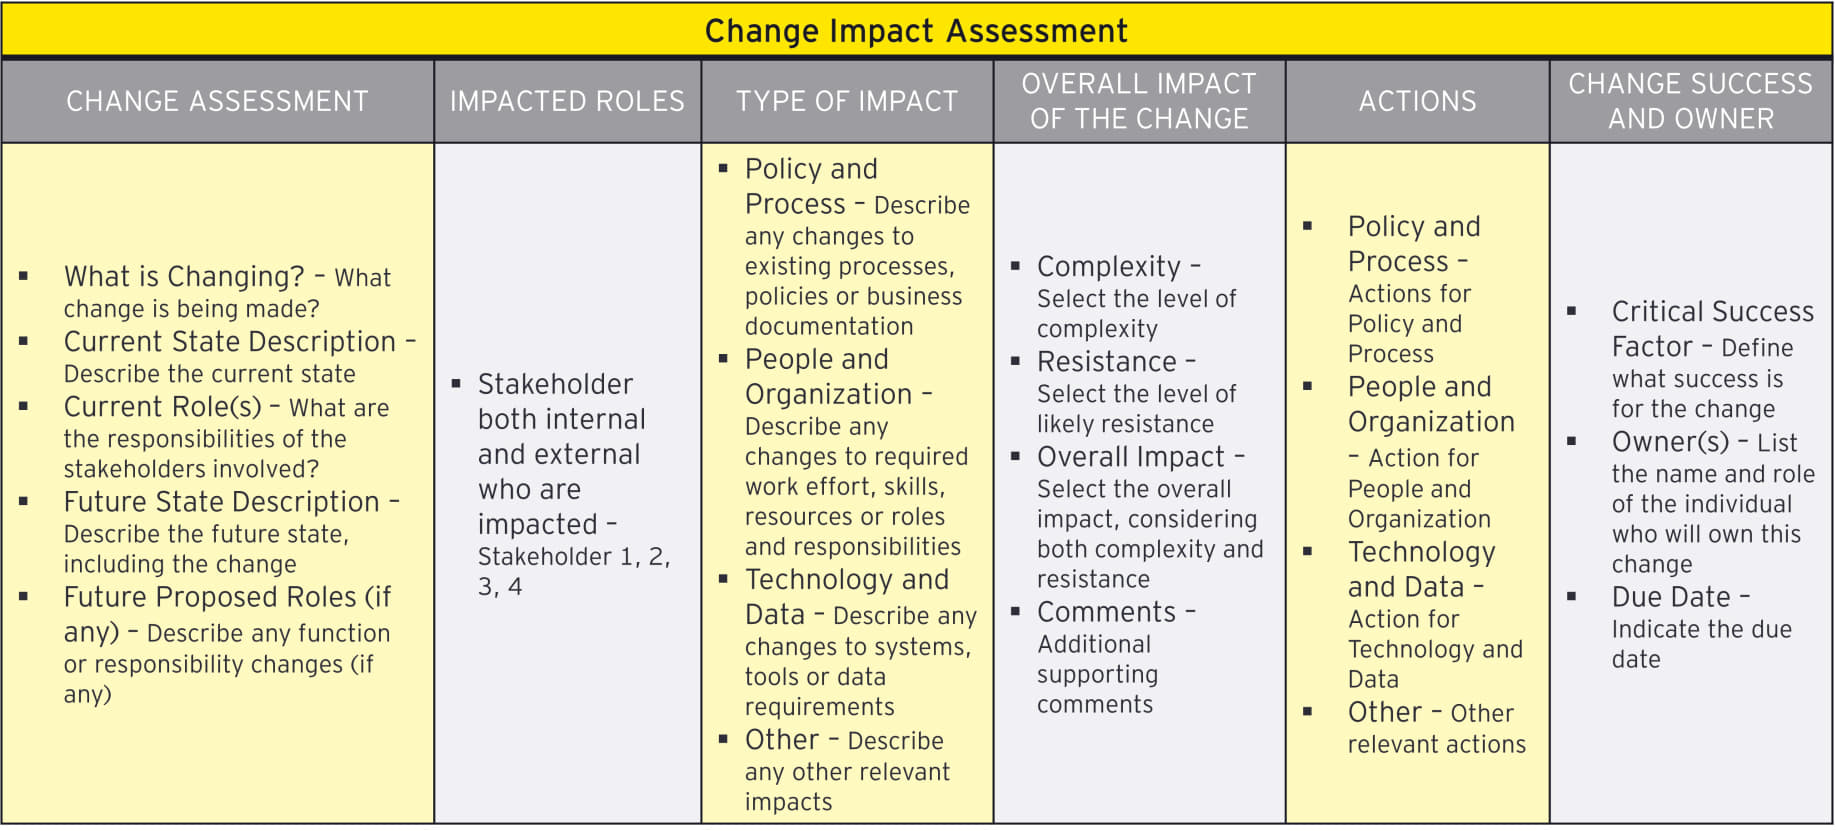 Change Impact Assessment
CHANGE ASSESSMENT
IMPACTED ROLES
TYPE OF IMPACT
OVERALL IMPACT
OF THE CHANGE
ACTIONS
CHANGE SUCCESS
AND OWNER
▪ What is Changing? – What
change is being made?
▪ Current State Description –
Describe the current state
▪ Current Role(s) – What are
the responsibilities of the
stakeholders involved?
▪ Future State Description –
Describe the future state,
including the change
▪ Future Proposed Roles (if
any) – Describe any function
or responsibility changes (if
any)
▪ Stakeholder
both internal
and external
who are
impacted –
Stakeholder 1, 2,
3, 4
▪ Policy and
Process – Describe
any changes to
existing processes,
policies or business
documentation
▪ People and
Organization –
Describe any
changes to required
work effort, skills,
resources or roles
and responsibilities
▪ Technology and
Data – Describe any
changes to systems,
tools or data
requirements
▪ Other – Describe
any other relevant
impacts
▪ Complexity –
Select the level of
complexity
▪ Resistance –
Select the level of
likely resistance
▪ Overall Impact –
Select the overall
impact, considering
both complexity and
resistance
▪ Comments –
Additional
supporting
comments
▪ Policy and
Process –
Actions for
Policy and
Process
▪ People and
Organization
– Action for
People and
Organization
▪ Technology
and Data –
Action for
Technology and
Data
▪ Other – Other
relevant actions
▪ Critical Success
Factor – Define
what success is
for the change
▪ Owner(s) – List
the name and role
of the individual
who will own this
change
▪ Due Date –
Indicate the due
date